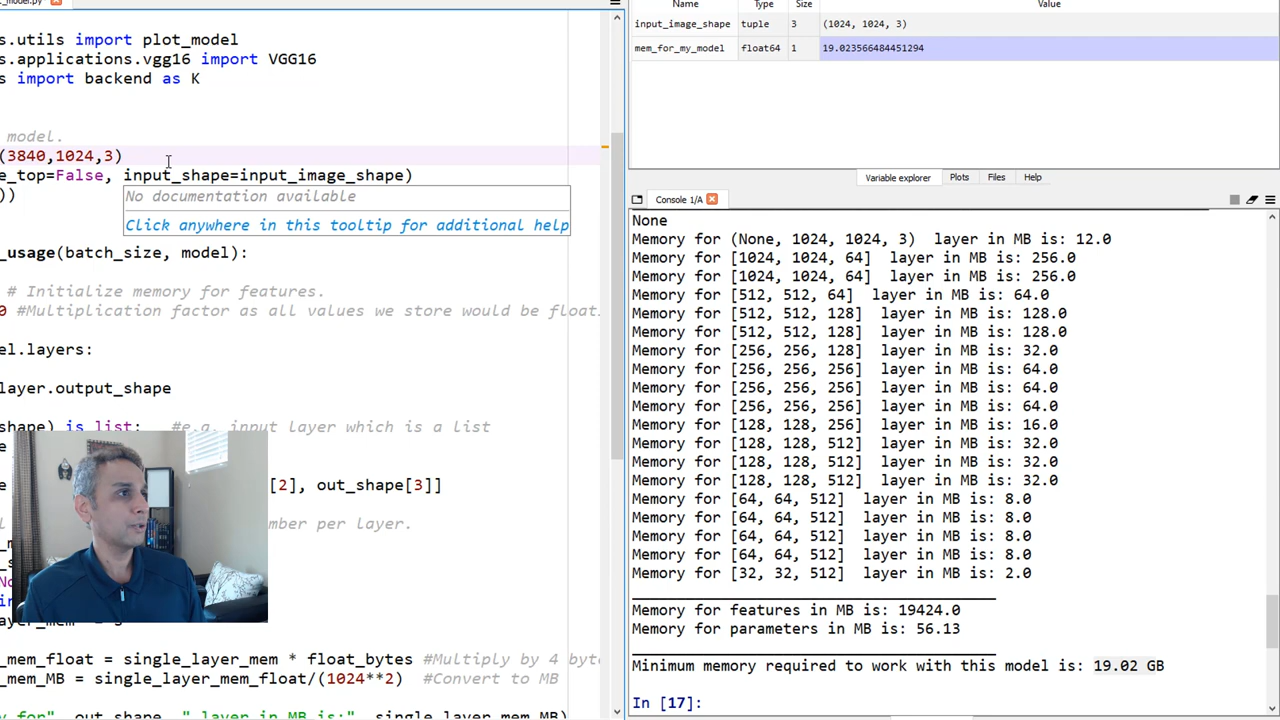 _model.py
s.utils import plot_model
s.applications.vgg16 import VGG16
s import backend as K
model.
(3840,1024,3)
e_top=False, input_shape=input_image_shape)
))
No documentation available
Click anywhere in this tooltip for additional help
_usage(batch_size, model):
# Initialize memory for features.
0 #Multiplication factor as all values we store would be float
el.layers:
layer.output_shape
shape) is list: #e.g. input layer which is a list
e
e [2], out_shape[3]]
mber per layer.
ayer_mem = s
_mem_float = single_layer_mem * float_bytes #Multiply by 4 byte
_mem_MB = single_layer_mem_float/(1024**2) #Convert to MB
y for", out_shape, " layer in MB is:", single_layer_mem_MB)
Name Type Size Value
input_image_shape tuple 3 (1024, 1024, 3)
mem_for_my_model float64 1 19.023566484451294
Variable explorer Plots Files Help
Console 1/A
None
Memory for (None, 1024, 1024, 3) layer in MB is: 12.0
Memory for [1024, 1024, 64] layer in MB is: 256.0
Memory for [1024, 1024, 64] layer in MB is: 256.0
Memory for [512, 512, 64] layer in MB is: 64.0
Memory for [512, 512, 128] layer in MB is: 128.0
Memory for [512, 512, 128] layer in MB is: 128.0
Memory for [256, 256, 128] layer in MB is: 32.0
Memory for [256, 256, 256] layer in MB is: 64.0
Memory for [256, 256, 256] layer in MB is: 64.0
Memory for [256, 256, 256] layer in MB is: 64.0
Memory for [128, 128, 256] layer in MB is: 16.0
Memory for [128, 128, 512] layer in MB is: 32.0
Memory for [128, 128, 512] layer in MB is: 32.0
Memory for [128, 128, 512] layer in MB is: 32.0
Memory for [64, 64, 512] layer in MB is: 8.0
Memory for [64, 64, 512] layer in MB is: 8.0
Memory for [64, 64, 512] layer in MB is: 8.0
Memory for [64, 64, 512] layer in MB is: 8.0
Memory for [32, 32, 512] layer in MB is: 2.0
Memory for features in MB is: 19424.0
Memory for parameters in MB is: 56.13
Minimum memory required to work with this model is: 19.02 GB
In [17]: